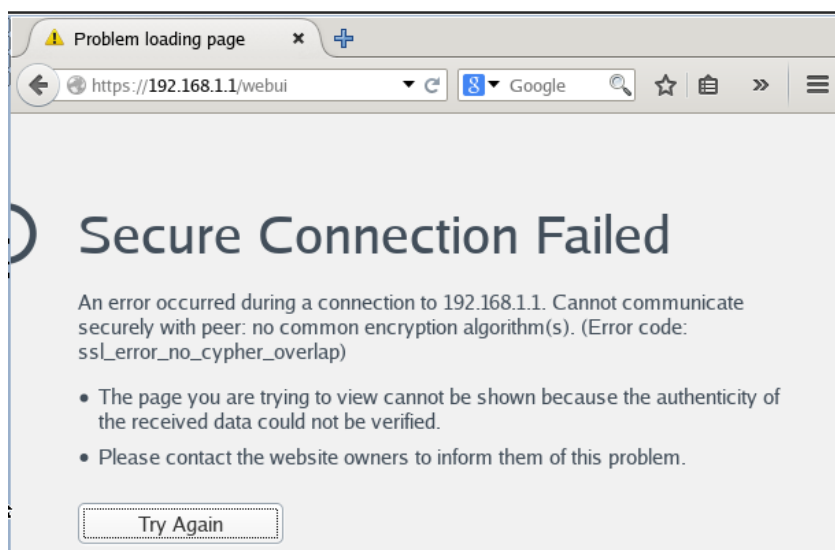 Problem loading page
https://192.168.1.1/webui
8 Google
Secure Connection Failed
An error occurred during a connection to 192.168.1.1. Cannot communicate
securely with peer: no common encryption algorithm(s). (Error code:
ssl_error_no_cypher_overlap)
• The page you are trying to view cannot be shown because the authenticity of
the received data could not be verified.
• Please contact the website owners to inform them of this problem.
Try Again